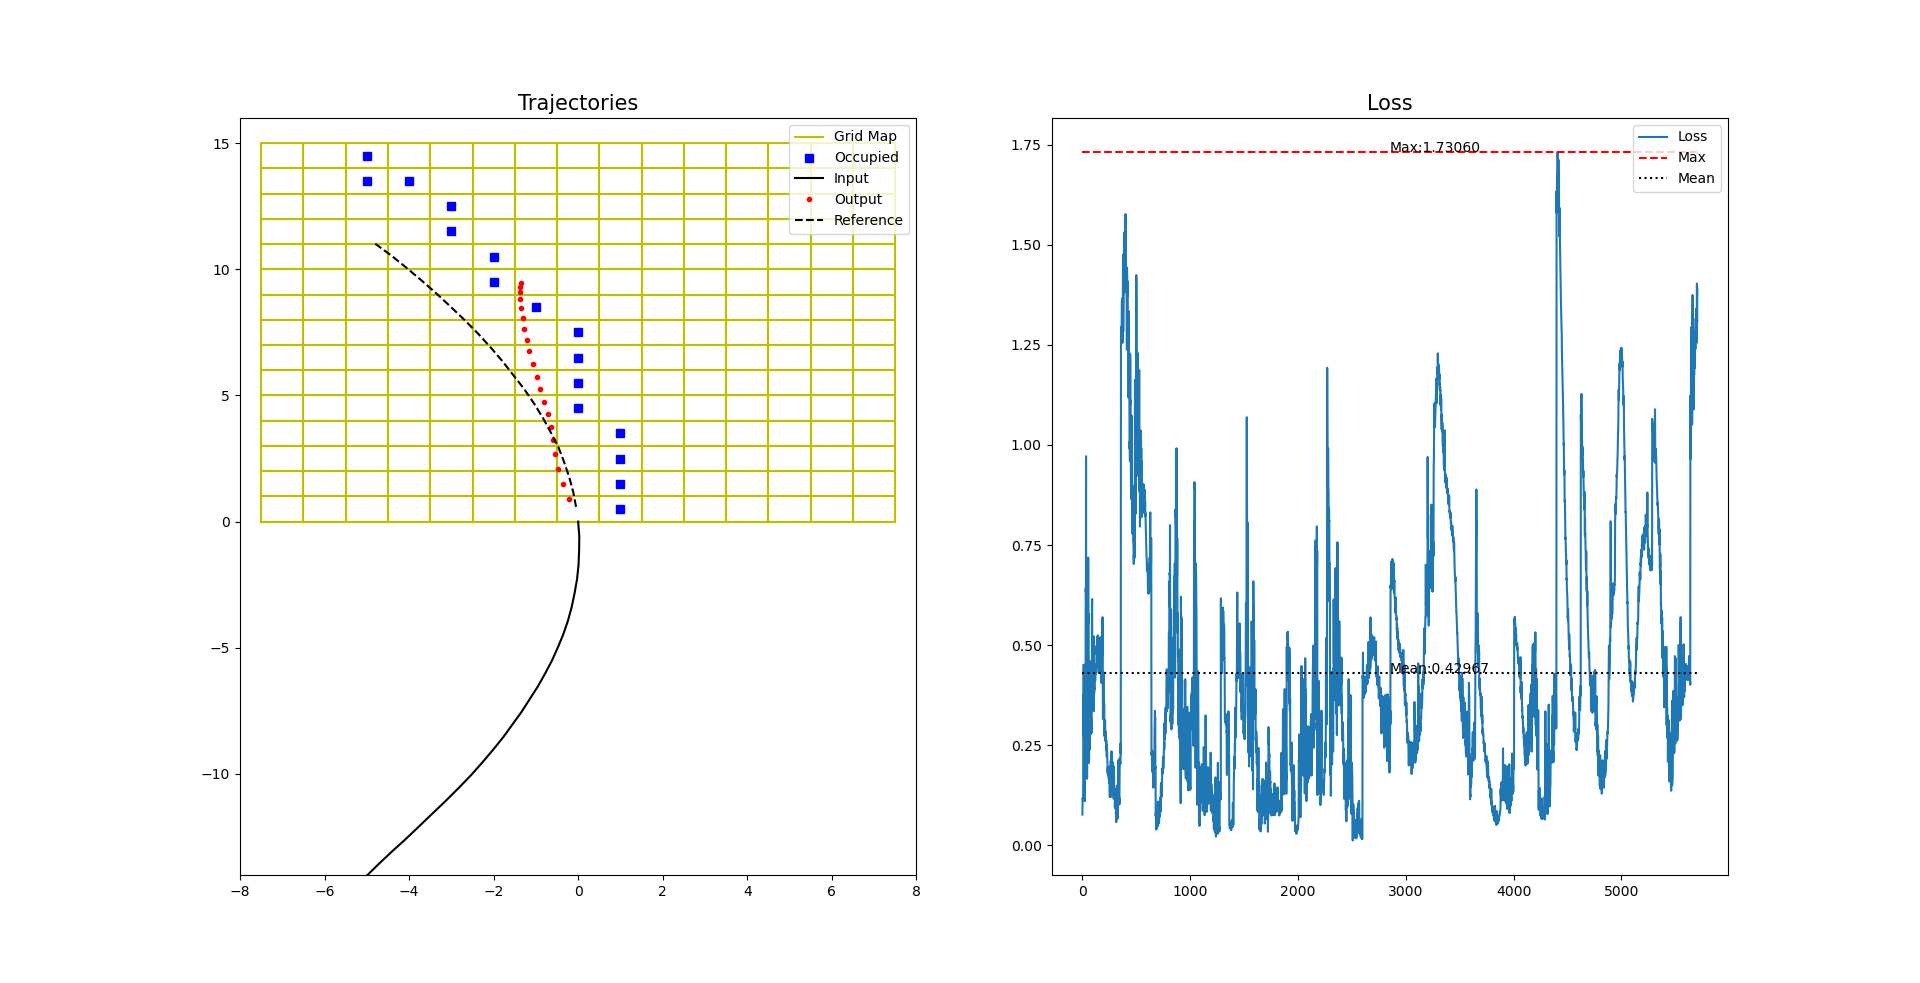 Trajectories
15
10
5
0
−5
−10
−8
−6
−4
−2
0
2
4
6
8
Grid Map
Occupied
Input
Output
Reference
Loss
1.75
1.50
1.25
1.00
0.75
0.50
0.25
0.00
0
1000
2000
3000
4000
5000
Max:1.73060
Mean:0.42967
Loss
Max
Mean